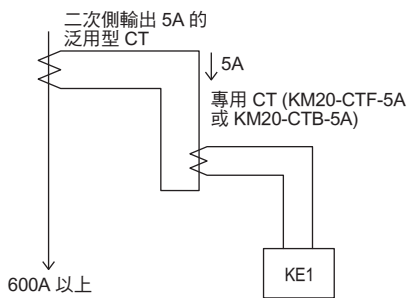 二次側輸出 5A 的
泛用型 CT
5A
專用 CT (KM20-CTF-5A
或 KM20-CTB-5A)
KE1
600A 以上